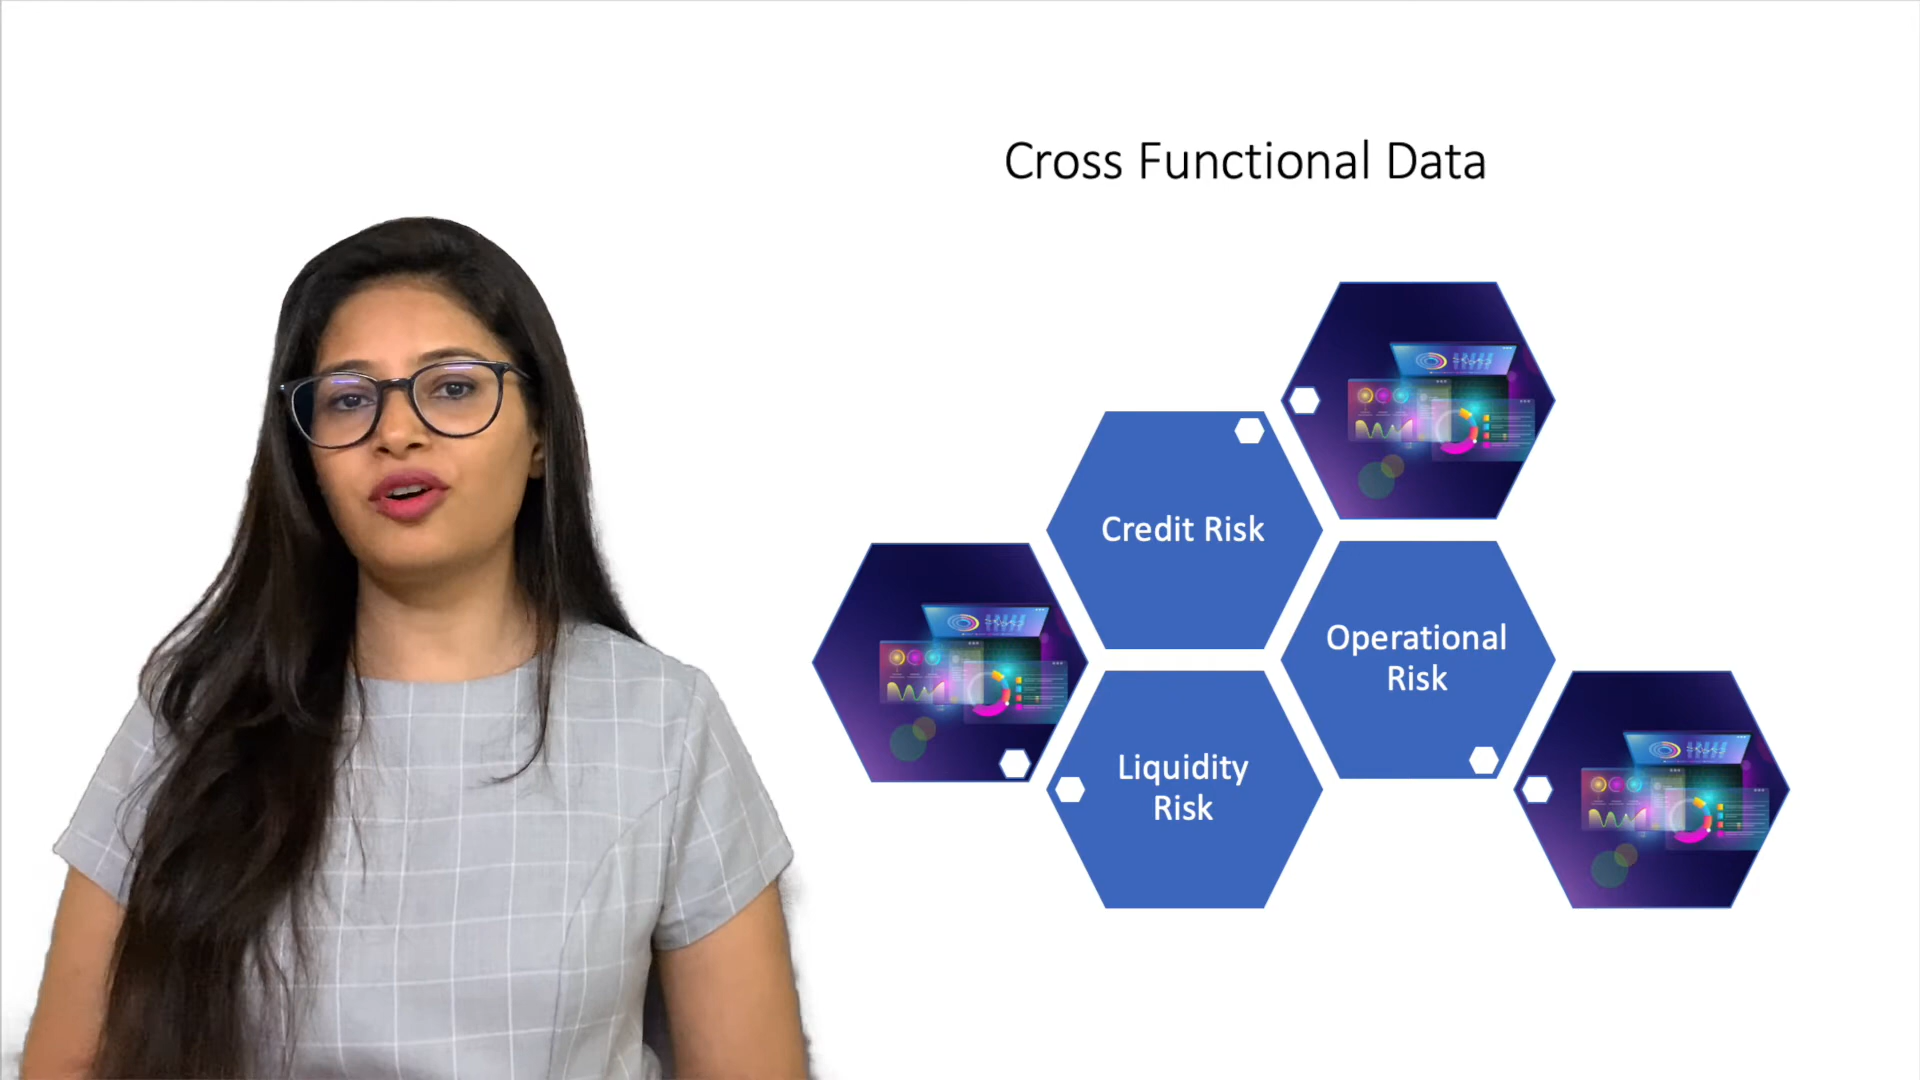 Cross Functional Data
Credit Risk
Operational
Risk
Liquidity
Risk